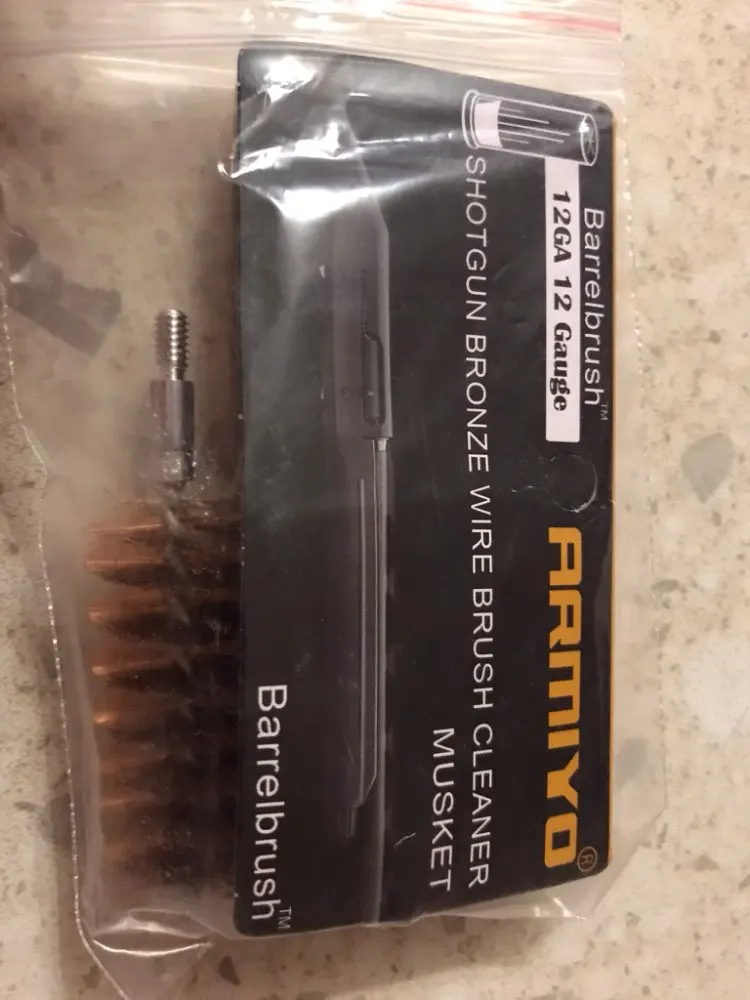 Barrelbrush™
12GA 12 Gauge
ARMIYO®
SHOTGUN BRONZE WIRE BRUSH CLEANER
MUSKET
Barrelbrush™